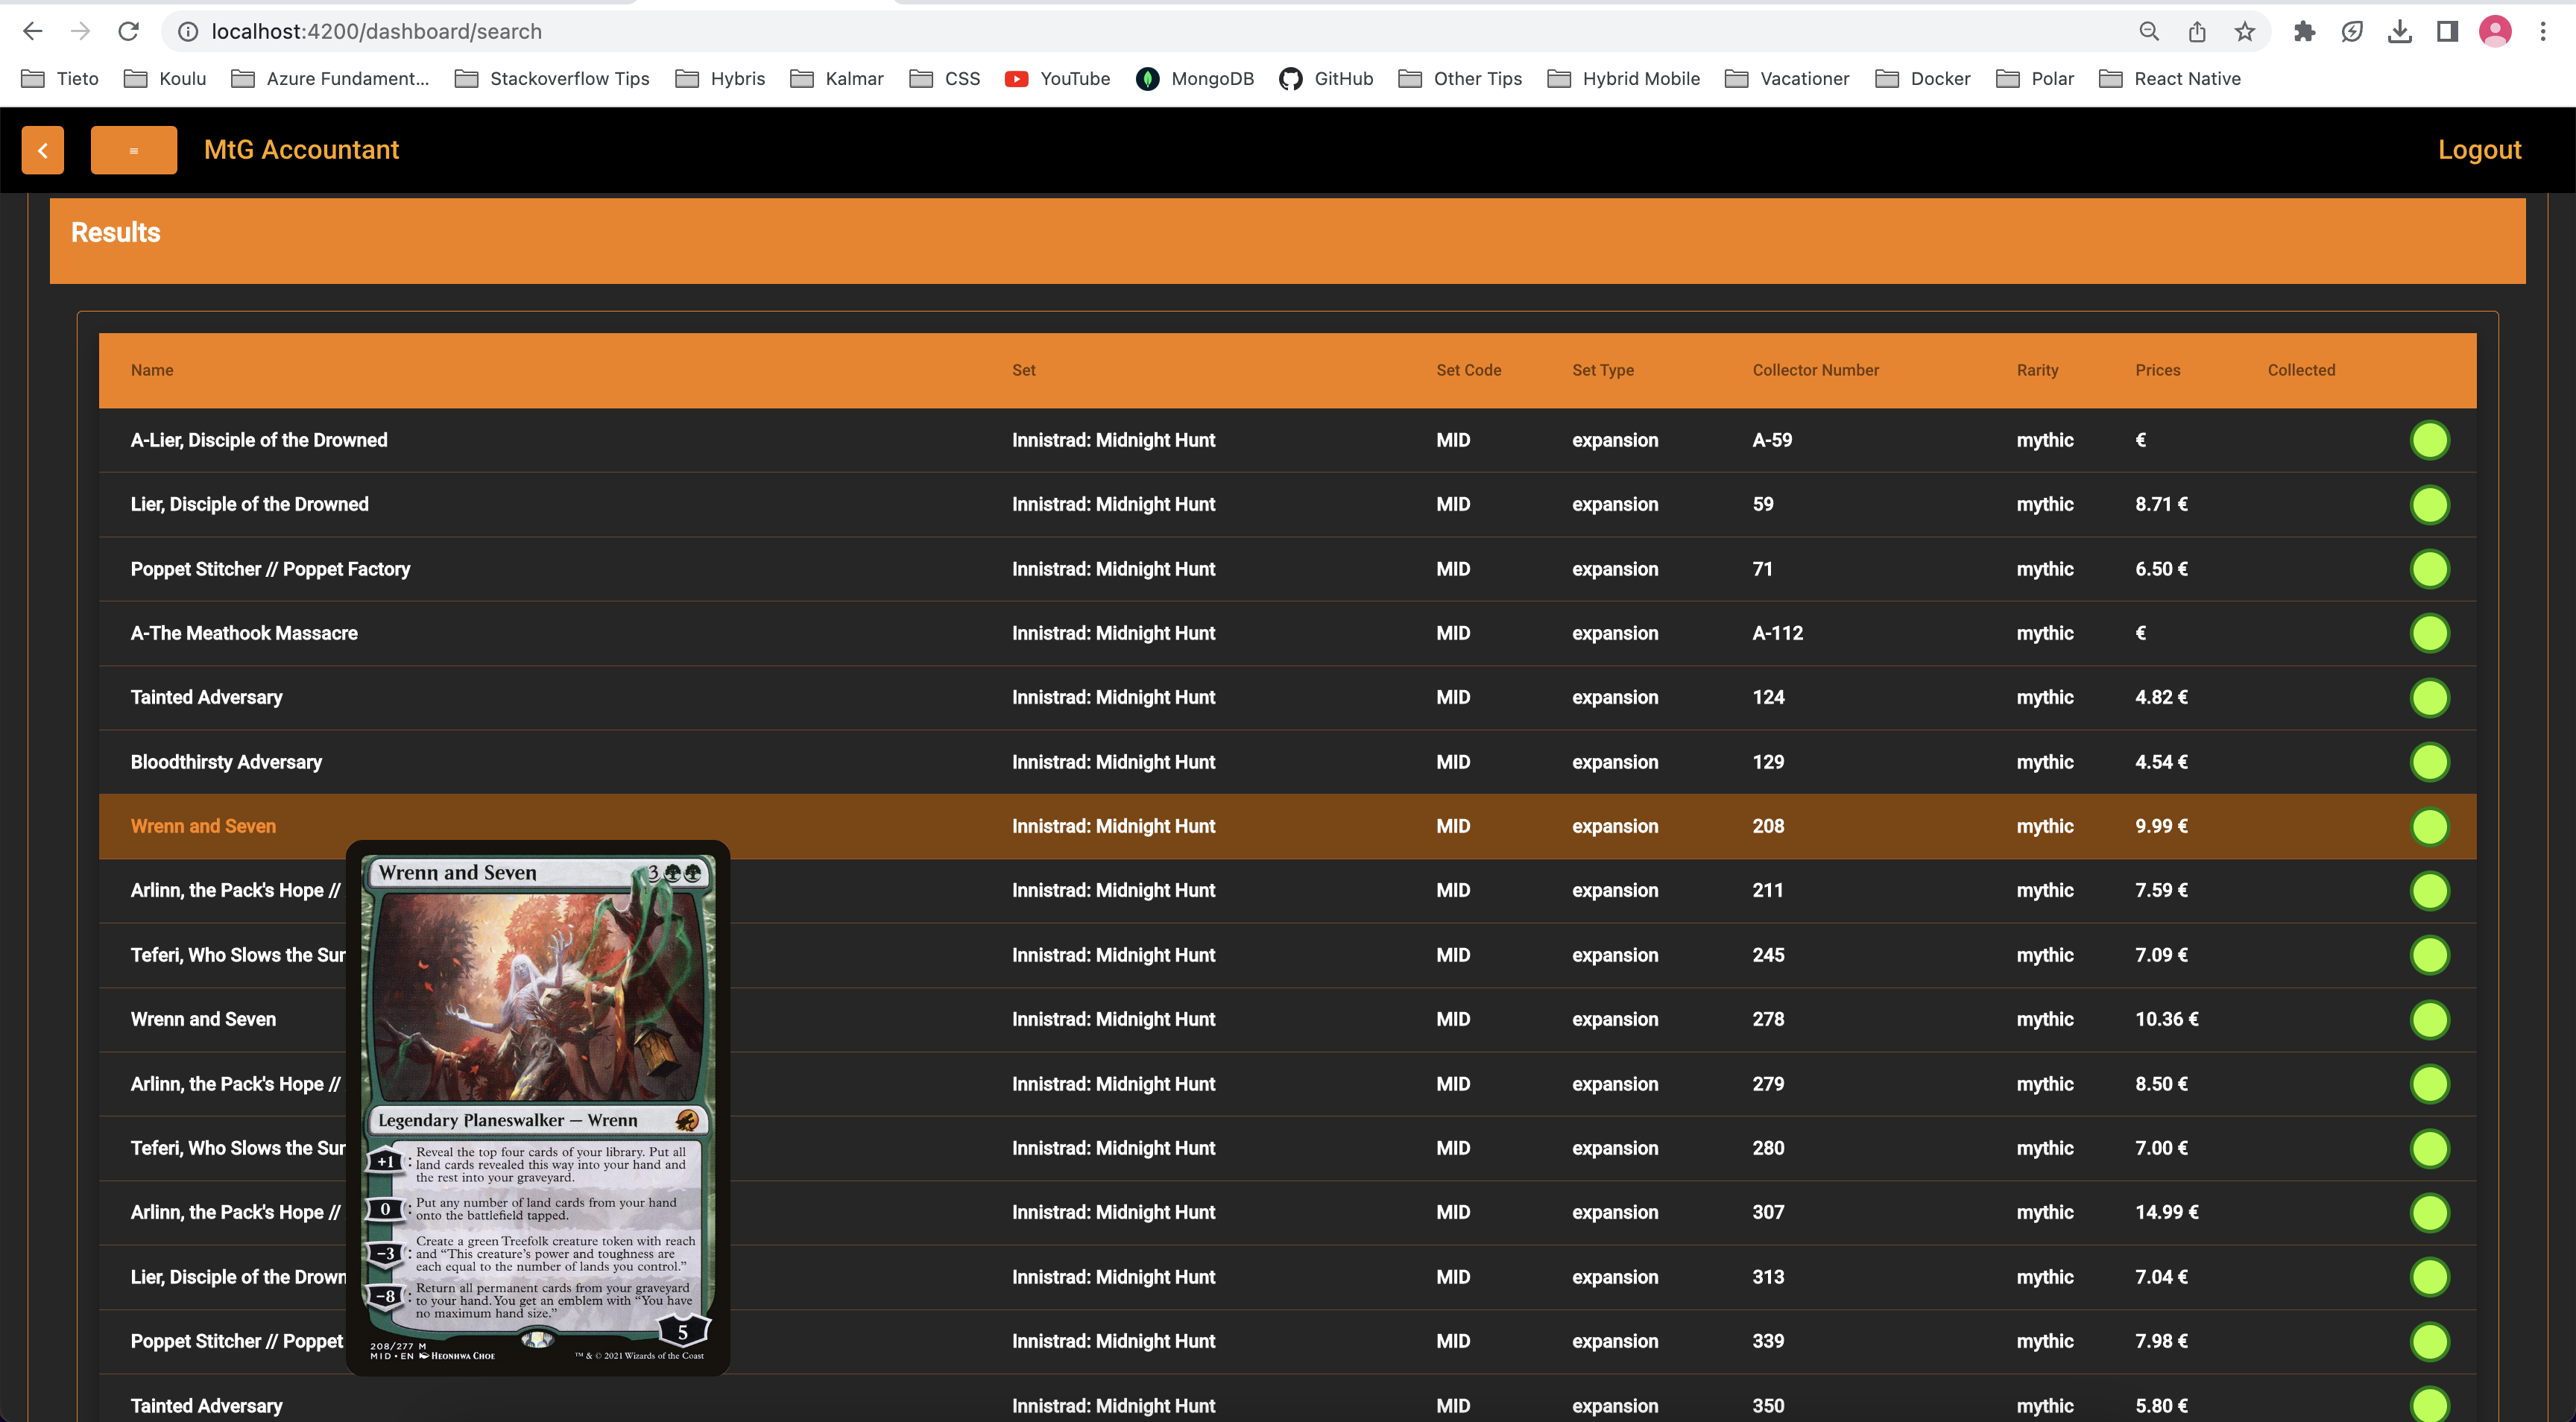 localhost:4200/dashboard/search
Tieto Koulu Azure Fundament... Stackoverflow Tips Hybris Kalmar CSS YouTube MongoDB GitHub Other Tips Hybrid Mobile Vacationer Docker Polar React Native
MtG Accountant Logout
Results
Name Set Set Code Set Type Collector Number Rarity Prices Collected
A-Lier, Disciple of the Drowned Innistrad: Midnight Hunt MID expansion A-59 mythic €
Lier, Disciple of the Drowned Innistrad: Midnight Hunt MID expansion 59 mythic 8.71 €
Poppet Stitcher // Poppet Factory Innistrad: Midnight Hunt MID expansion 71 mythic 6.50 €
A-The Meathook Massacre Innistrad: Midnight Hunt MID expansion A-112 mythic €
Tainted Adversary Innistrad: Midnight Hunt MID expansion 124 mythic 4.82 €
Bloodthirsty Adversary Innistrad: Midnight Hunt MID expansion 129 mythic 4.54 €
Wrenn and Seven Innistrad: Midnight Hunt MID expansion 208 mythic 9.99 €
Arlinn, the Pack's Hope // Innistrad: Midnight Hunt MID expansion 211 mythic 7.59 €
Teferi, Who Slows the Sun Innistrad: Midnight Hunt MID expansion 245 mythic 7.09 €
Wrenn and Seven Innistrad: Midnight Hunt MID expansion 278 mythic 10.36 €
Arlinn, the Pack's Hope // Innistrad: Midnight Hunt MID expansion 279 mythic 8.50 €
Teferi, Who Slows the Sun Innistrad: Midnight Hunt MID expansion 280 mythic 7.00 €
Arlinn, the Pack's Hope // Innistrad: Midnight Hunt MID expansion 307 mythic 14.99 €
Lier, Disciple of the Drown Innistrad: Midnight Hunt MID expansion 313 mythic 7.04 €
Poppet Stitcher // Poppet Innistrad: Midnight Hunt MID expansion 339 mythic 7.98 €
Tainted Adversary Innistrad: Midnight Hunt MID expansion 350 mythic 5.80 €
Wrenn and Seven 3
Legendary Planeswalker — Wrenn
+1: Reveal the top four cards of your library. Put all
land cards revealed this way into your hand and
the rest into your graveyard.
0: Put any number of land cards from your hand
onto the battlefield tapped.
−3: Create a green Treefolk creature token with reach
and “This creature's power and toughness are
each equal to the number of lands you control.”
−8: Return all permanent cards from your graveyard
to your hand. You get an emblem with “You have
no maximum hand size.”
5
208/277 M
MID • EN Heonhwa Choe ™ & © 2021 Wizards of the Coast